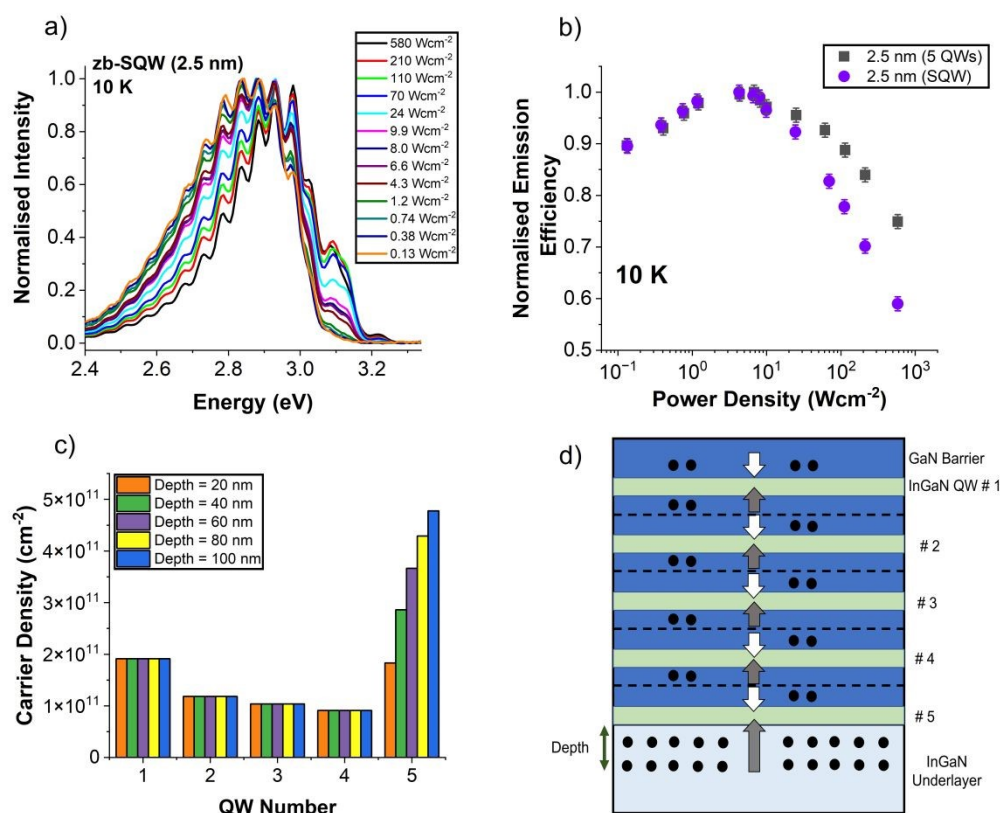 a)
zb-SQW (2.5 nm)
10 K
580 Wcm-2
210 Wcm-2
110 Wcm-2
70 Wcm-2
24 Wcm-2
9.9 Wcm-2
8.0 Wcm-2
6.6 Wcm-2
4.3 Wcm-2
1.2 Wcm-2
0.74 Wcm-2
0.38 Wcm-2
0.13 Wcm-2
Normalised Intensity
1.0
0.8
0.6
0.4
0.2
0.0
2.4 2.6 2.8 3.0 3.2
Energy (eV)
b)
2.5 nm (5 QWs)
2.5 nm (SQW)
Normalised Emission
Efficiency
1.0
0.9
0.8
0.7
0.6
0.5
10 K
10⁻¹ 10⁰ 10¹ 10² 10³
Power Density (Wcm-2)
c)
Depth = 20 nm
Depth = 40 nm
Depth = 60 nm
Depth = 80 nm
Depth = 100 nm
Carrier Density (cm-2)
5×10¹¹
4×10¹¹
3×10¹¹
2×10¹¹
1×10¹¹
0
1 2 3 4 5
QW Number
d)
GaN Barrier
InGaN QW # 1
# 2
# 3
# 4
# 5
Depth
InGaN
Underlayer